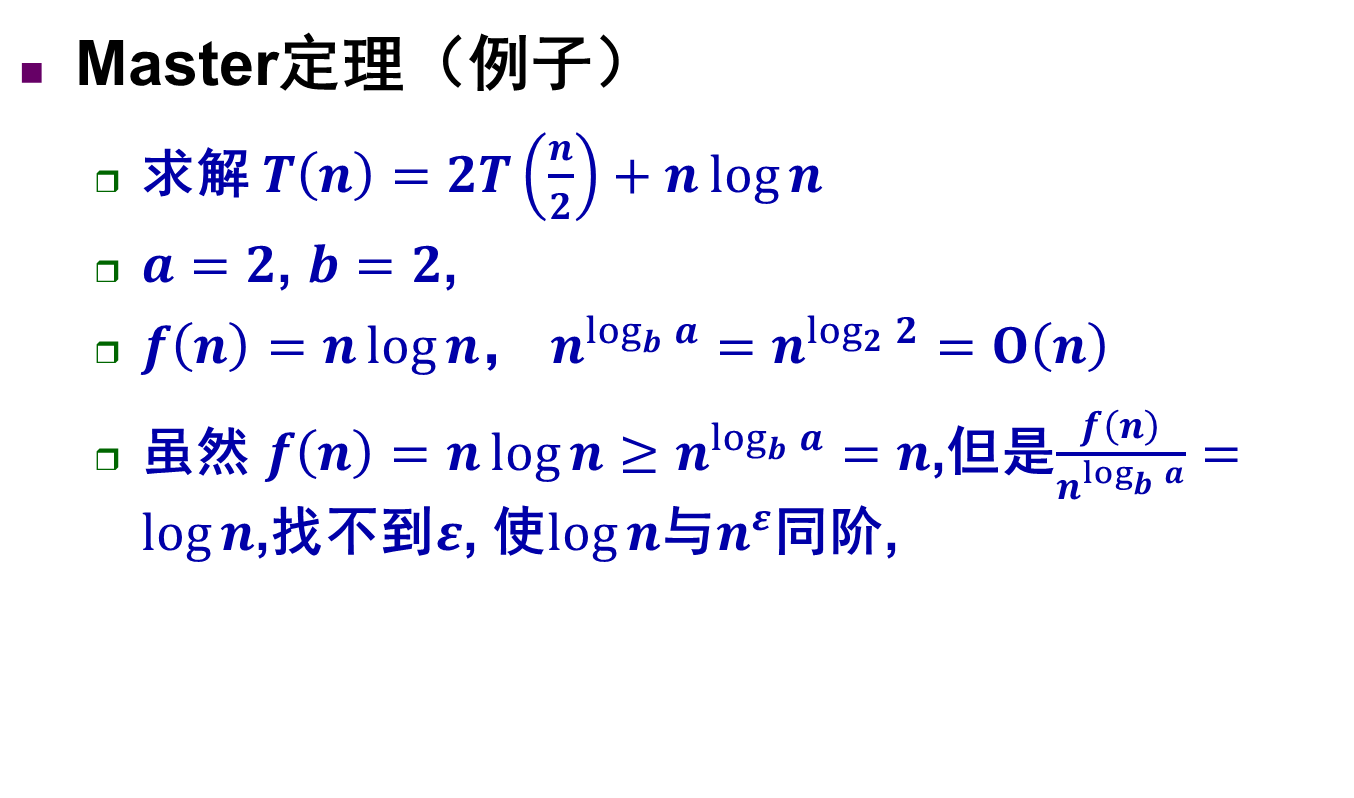 Master定理（例子）
求解 T(n) = 2T(n/2) + n log n
a = 2, b = 2,
f(n) = n log n, n^{log_b a} = n^{log_2 2} = O(n)
虽然 f(n) = n log n ≥ n^{log_b a} = n,但是 f(n)/n^{log_b a} =
log n,找不到ε, 使log n与n^ε同阶,